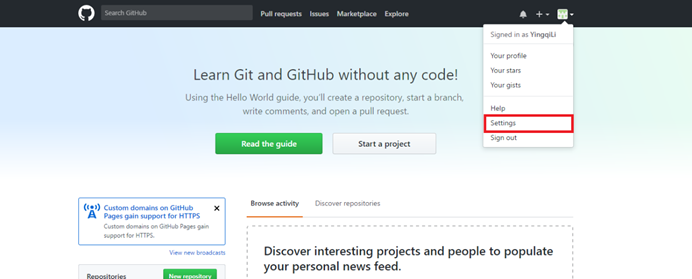 Search GitHub
Pull requests Issues Marketplace Explore
Signed in as YingqiLi
Your profile
Your stars
Your gists
Help
Settings
Sign out
Learn Git and GitHub without any code!
Using the Hello World guide, you'll create a repository, start a branch,
write comments, and open a pull request.
Read the guide
Start a project
Custom domains on GitHub
Pages gain support for HTTPS
Custom domains on GitHub Pages gain
support for HTTPS.
View new broadcasts
Repositories
New repository
Browse activity
Discover repositories
Discover interesting projects and people to populate
your personal news feed.